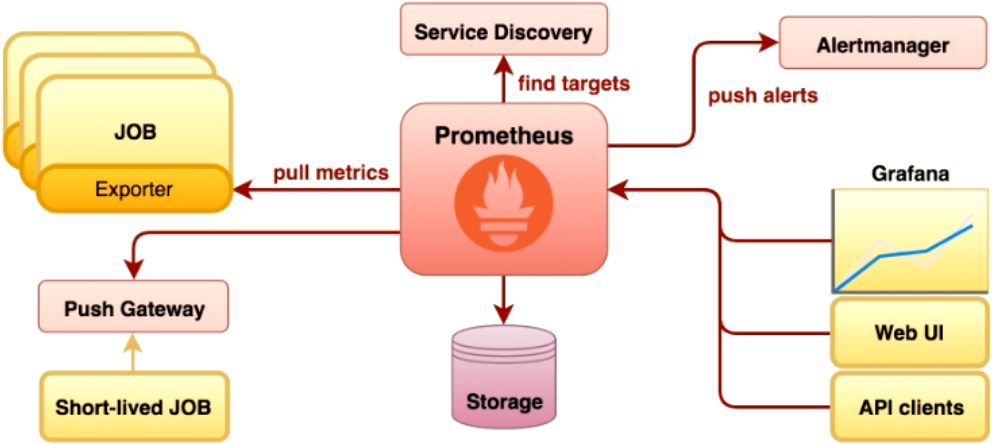 Service Discovery
Alertmanager
find targets
push alerts
Prometheus
JOB
Exporter
pull metrics
Grafana
Push Gateway
Short-lived JOB
Storage
Web UI
API clients